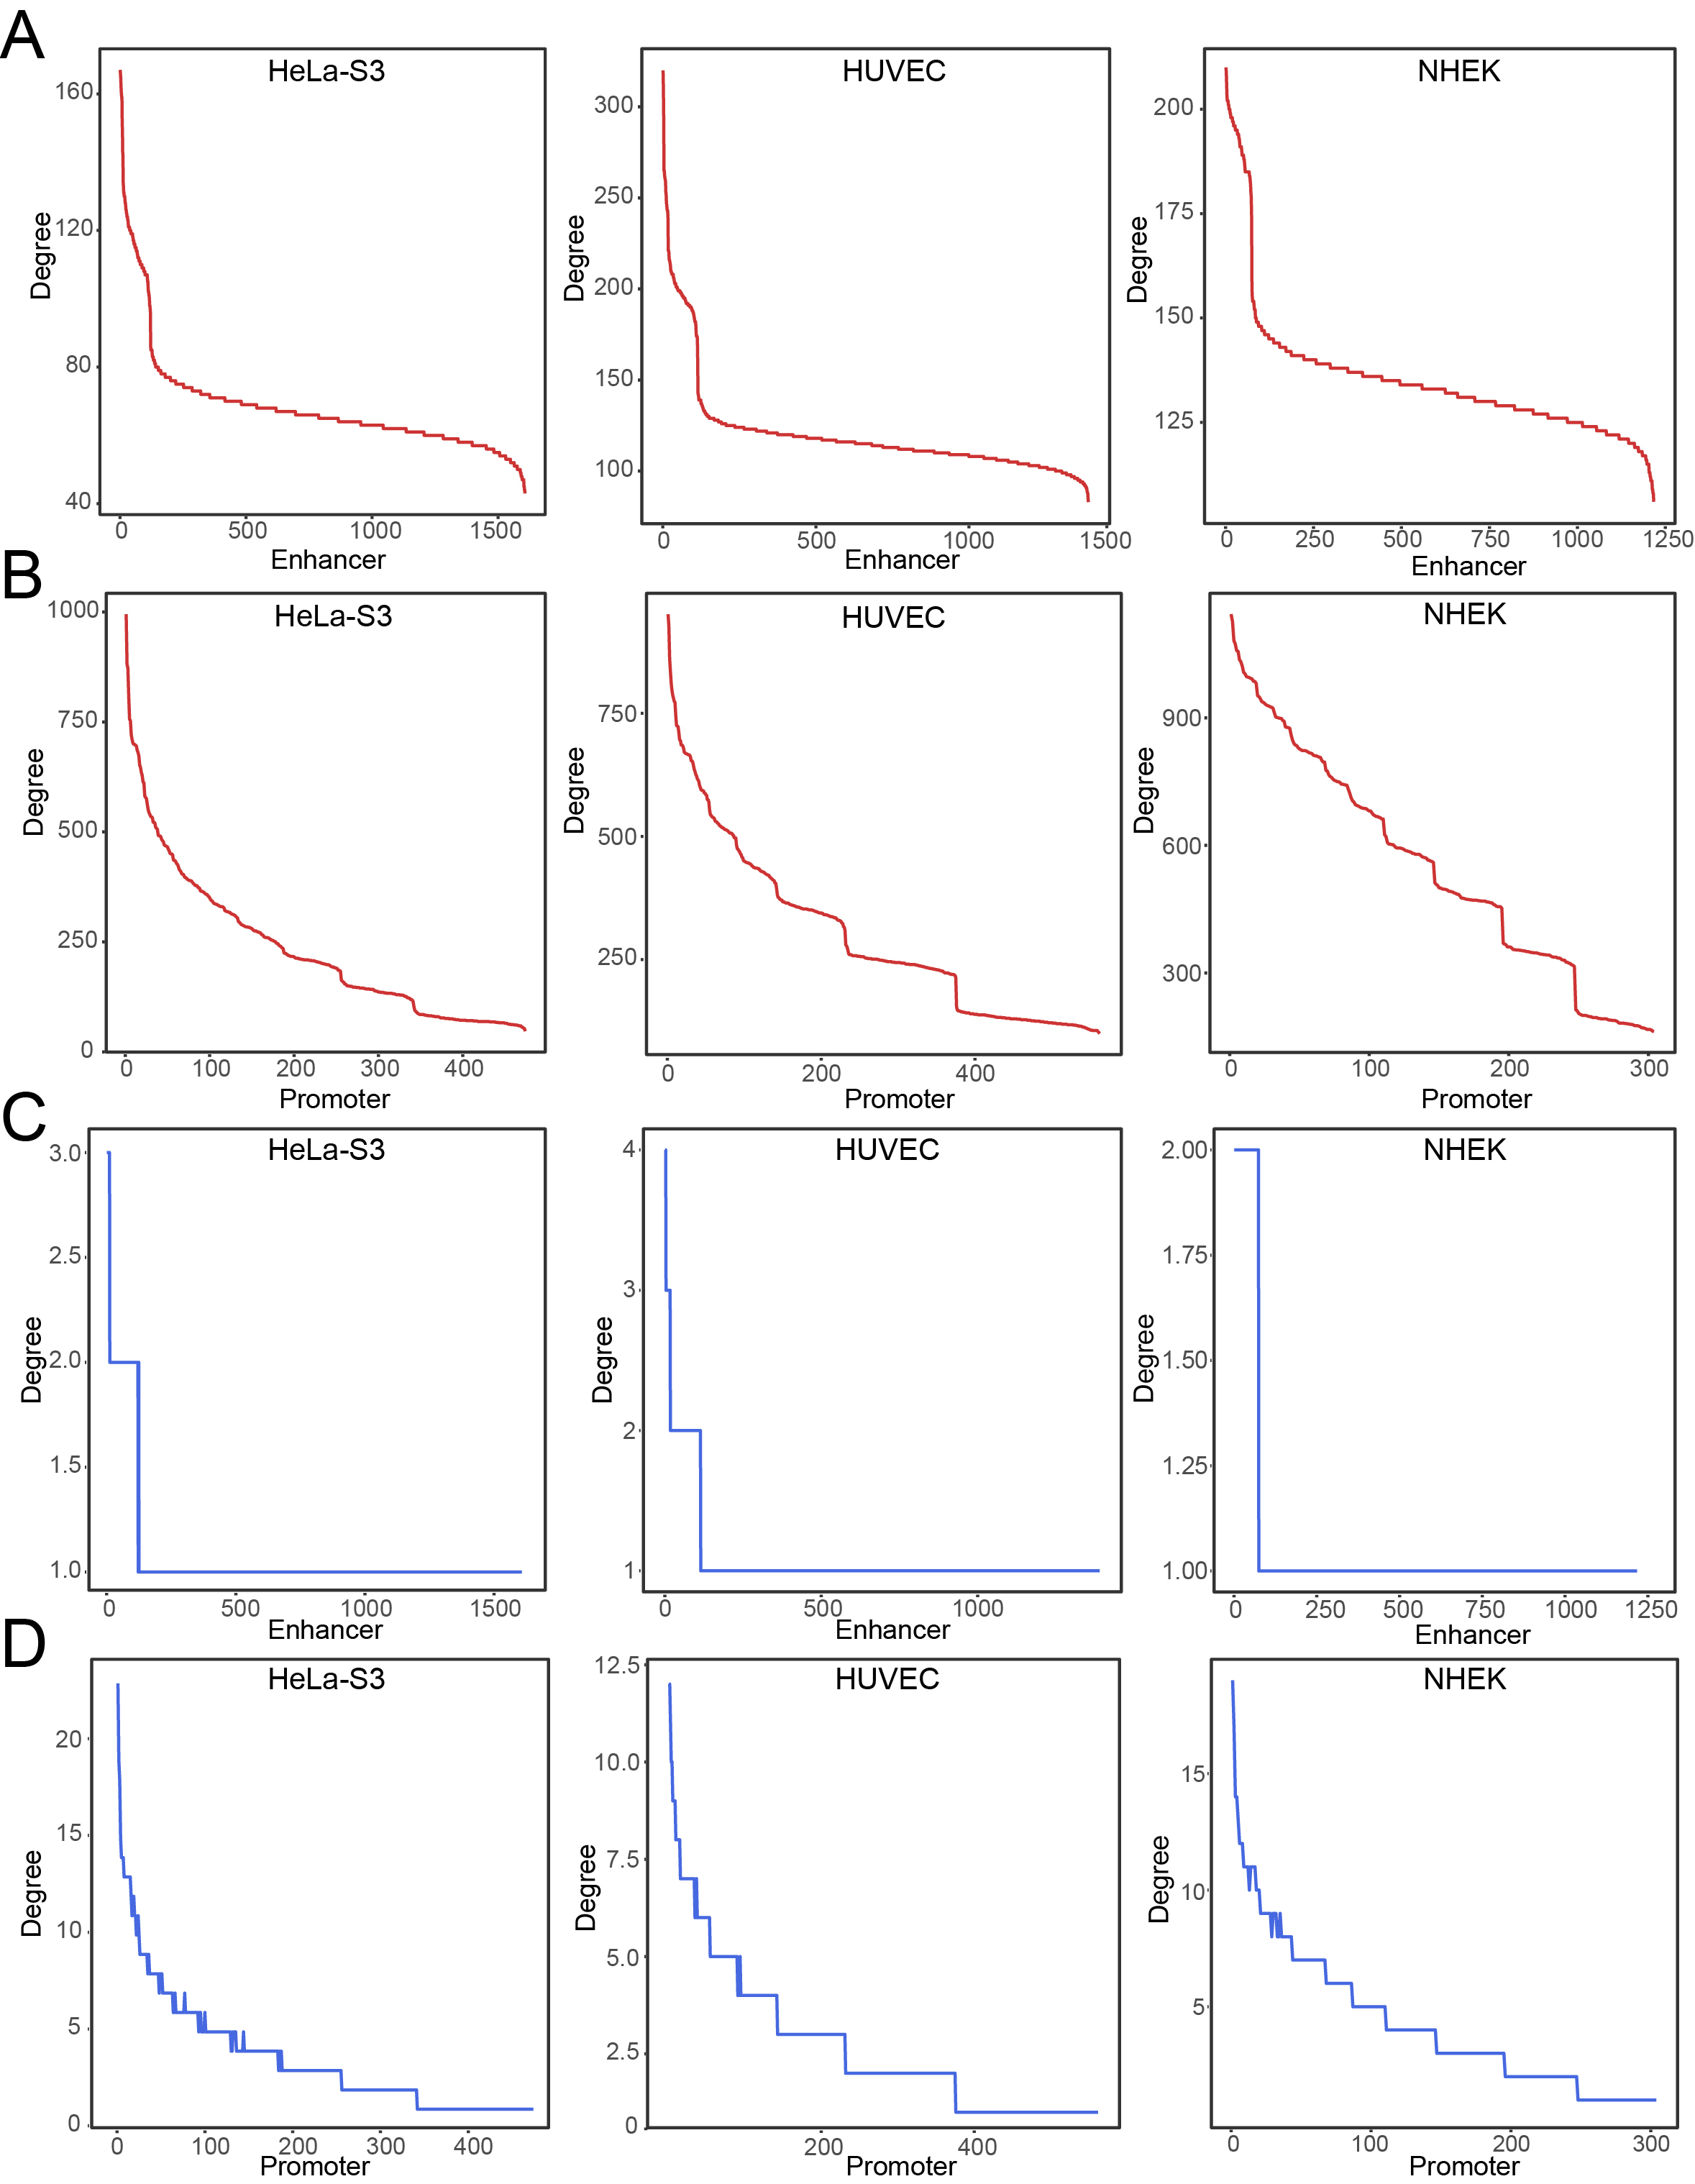 A
HeLa-S3 HUVEC NHEK
Degree 160 120 80 40
0 500 1000 1500
Enhancer
Degree 300 250 200 150 100
0 500 1000 1500
Enhancer
Degree 200 175 150 125
0 250 500 750 1000 1250
Enhancer
B
HeLa-S3 HUVEC NHEK
Degree 1000 750 500 250 0
0 100 200 300 400
Promoter
Degree 750 500 250
0 200 400
Promoter
Degree 900 600 300
0 100 200 300
Promoter
C
HeLa-S3 HUVEC NHEK
Degree 3.0 2.5 2.0 1.5 1.0
0 500 1000 1500
Enhancer
Degree 4 3 2 1
0 500 1000
Enhancer
Degree 2.00 1.75 1.50 1.25 1.00
0 250 500 750 1000 1250
Enhancer
D
HeLa-S3 HUVEC NHEK
Degree 20 15 10 5 0
0 100 200 300 400
Promoter
Degree 12.5 10.0 7.5 5.0 2.5 0
200 400
Promoter
Degree 15 10 5
0 100 200 300
Promoter